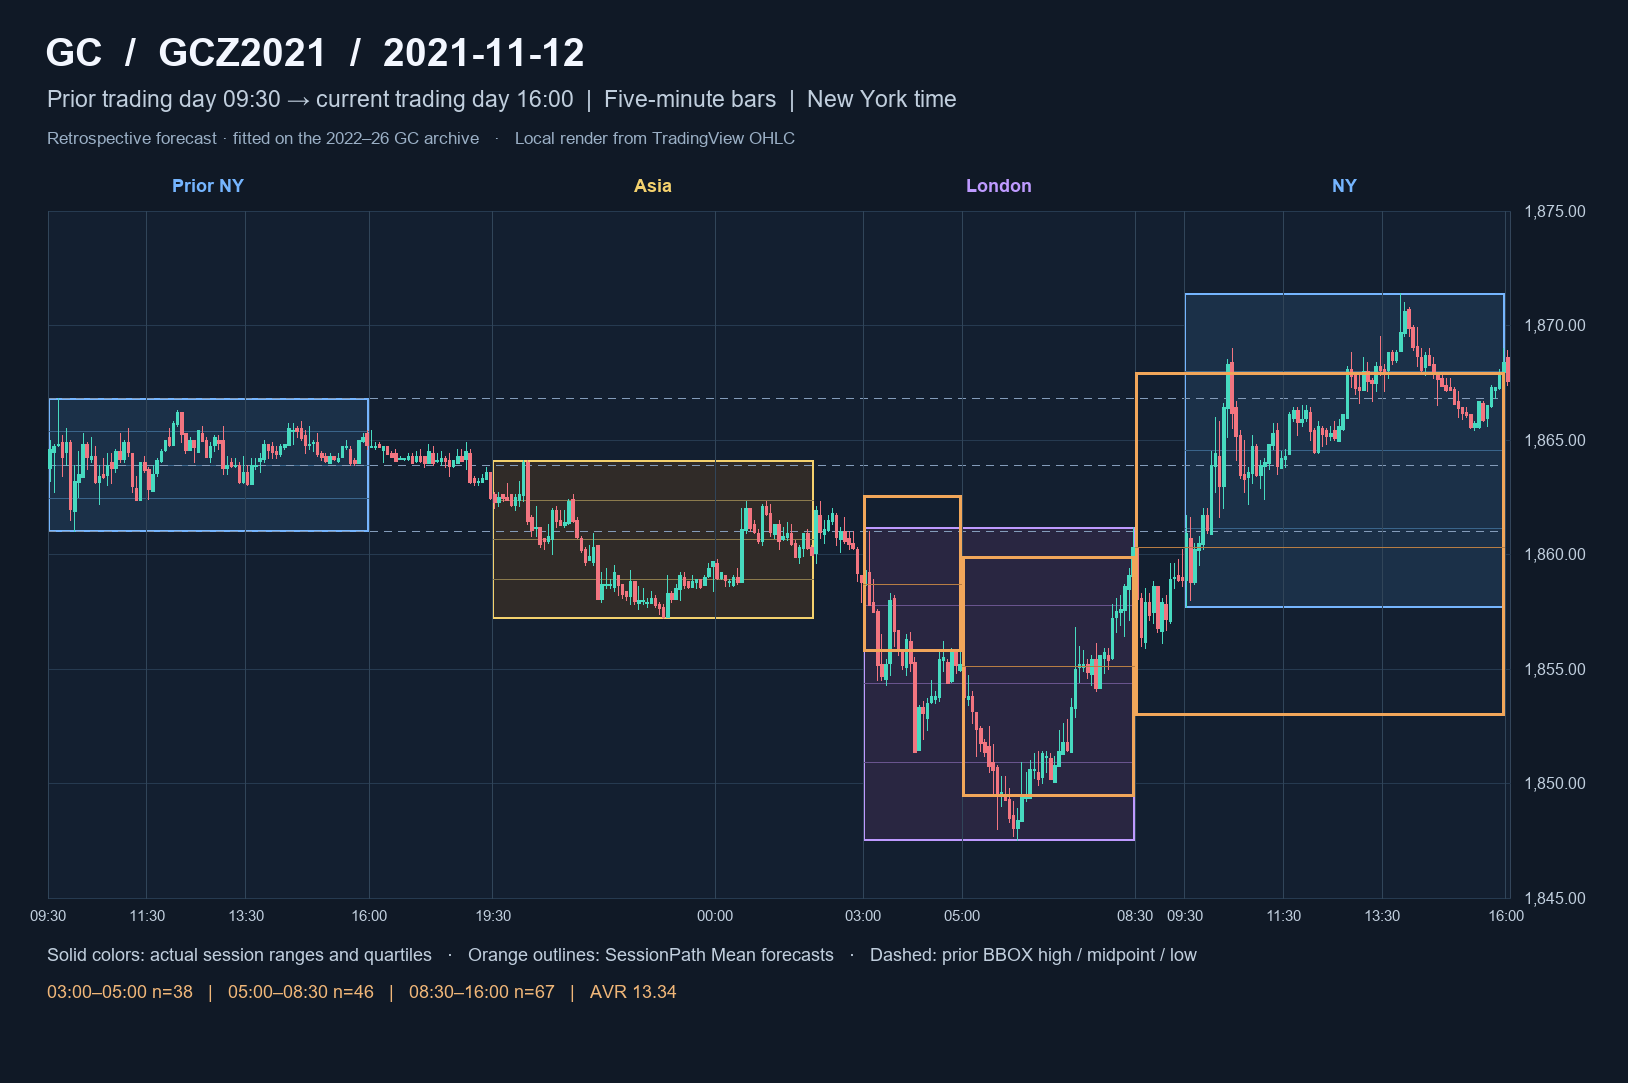 GC / GCZ2021 / 2021-11-12
Prior trading day 09:30 → current trading day 16:00 | Five-minute bars | New York time
Retrospective forecast · fitted on the 2022–26 GC archive · Local render from TradingView OHLC
Prior NY Asia London NY
1,875.00
1,870.00
1,865.00
1,860.00
1,855.00
1,850.00
1,845.00
09:30 11:30 13:30 16:00 19:30 00:00 03:00 05:00 08:30 09:30 11:30 13:30 16:00
Solid colors: actual session ranges and quartiles · Orange outlines: SessionPath Mean forecasts · Dashed: prior BBOX high / midpoint / low
03:00–05:00 n=38 | 05:00–08:30 n=46 | 08:30–16:00 n=67 | AVR 13.34